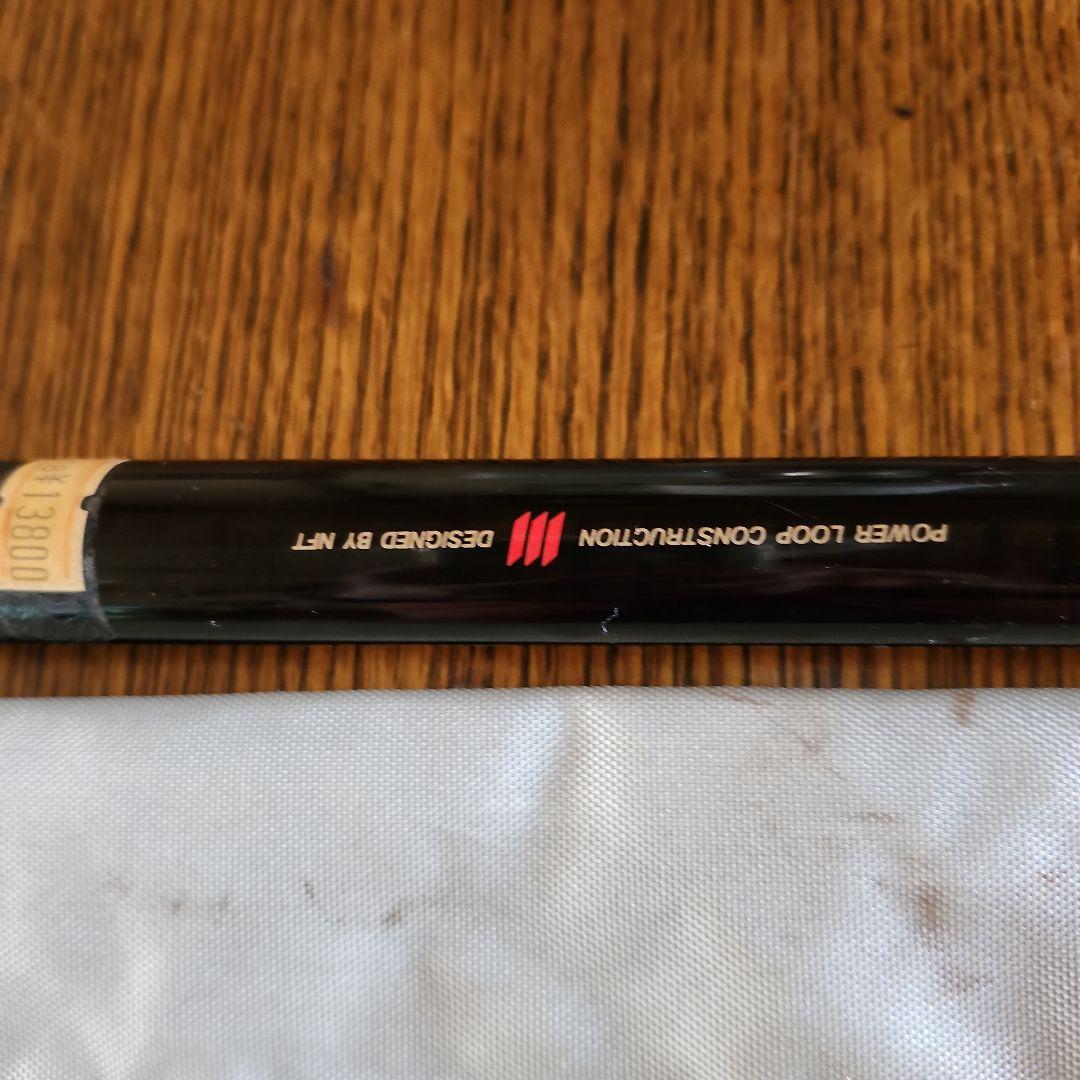 POWER LOOP CONSTRUCTION DESIGNED BY NFT
¥13800